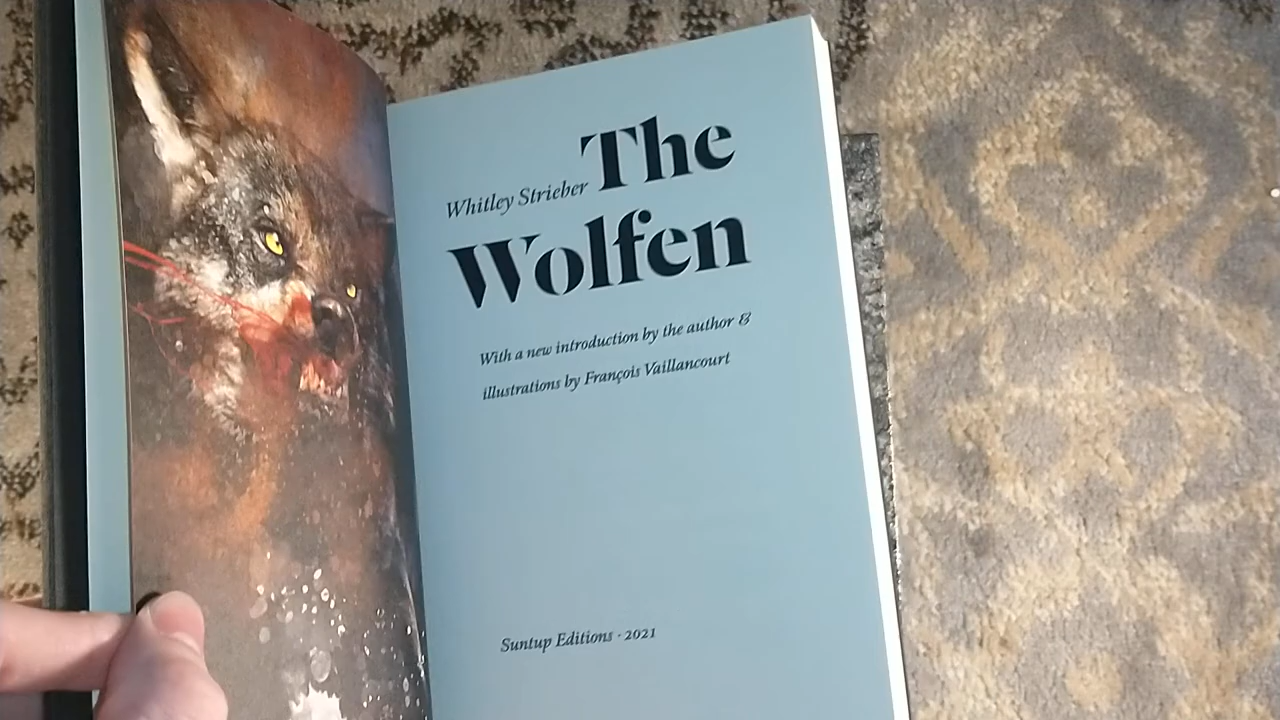 Whitley Strieber The
Wolfen
With a new introduction by the author &
illustrations by François Vaillancourt
Suntup Editions · 2021